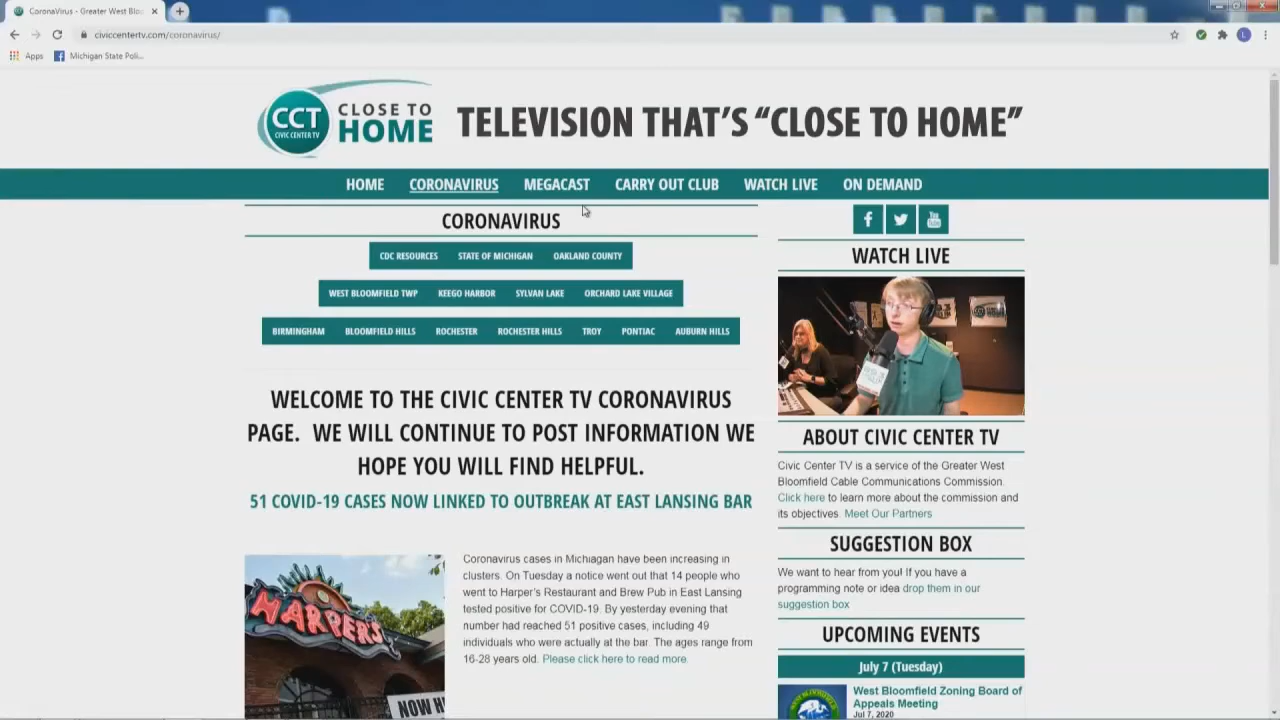 CoronaVirus - Greater West Blo
civiccentertv.com/coronavirus/
Apps
Michigan State Poli...
CCT
CIVIC CENTER TV
CLOSE TO
HOME
TELEVISION THAT'S “CLOSE TO HOME”
HOME CORONAVIRUS MEGACAST CARRY OUT CLUB WATCH LIVE ON DEMAND
CORONAVIRUS
CDC RESOURCES STATE OF MICHIGAN OAKLAND COUNTY
WEST BLOOMFIELD TWP KEEGO HARBOR SYLVAN LAKE ORCHARD LAKE VILLAGE
BIRMINGHAM BLOOMFIELD HILLS ROCHESTER ROCHESTER HILLS TROY PONTIAC AUBURN HILLS
WELCOME TO THE CIVIC CENTER TV CORONAVIRUS
PAGE. WE WILL CONTINUE TO POST INFORMATION WE
HOPE YOU WILL FIND HELPFUL.
51 COVID-19 CASES NOW LINKED TO OUTBREAK AT EAST LANSING BAR
HARPERS
NOW H
Coronavirus cases in Michiagan have been increasing in
clusters. On Tuesday a notice went out that 14 people who
went to Harper's Restaurant and Brew Pub in East Lansing
tested positive for COVID-19. By yesterday evening that
number had reached 51 positive cases, including 49
individuals who were actually at the bar. The ages range from
16-28 years old. Please click here to read more.
WATCH LIVE
CCT
ABOUT CIVIC CENTER TV
Civic Center TV is a service of the Greater West
Bloomfield Cable Communications Commission.
Click here to learn more about the commission and
its objectives. Meet Our Partners
SUGGESTION BOX
We want to hear from you! If you have a
programming note or idea drop them in our
suggestion box
UPCOMING EVENTS
July 7 (Tuesday)
West Bloomfield Zoning Board of
Appeals Meeting
Jul 7, 2020